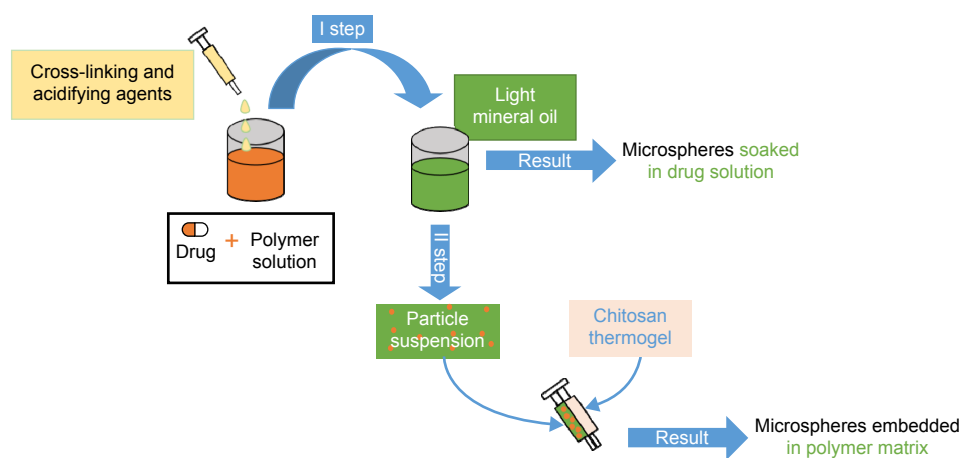 I step
Cross-linking and
acidifying agents
Light
mineral oil
Result
Microspheres soaked
in drug solution
Drug
+
Polymer
solution
II step
Particle
suspension
Chitosan
thermogel
Result
Microspheres embedded
in polymer matrix